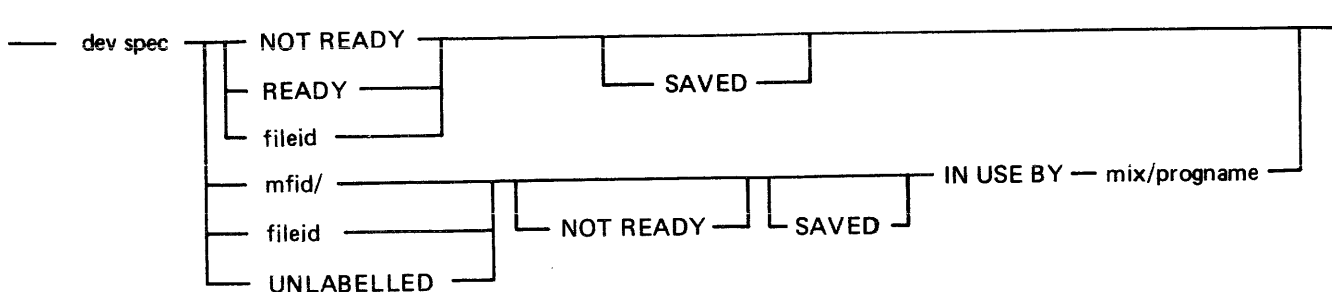 dev spec NOT READY
READY SAVED
fileid
mfid/ IN USE BY mix/progname
fileid NOT READY SAVED
UNLABELLED